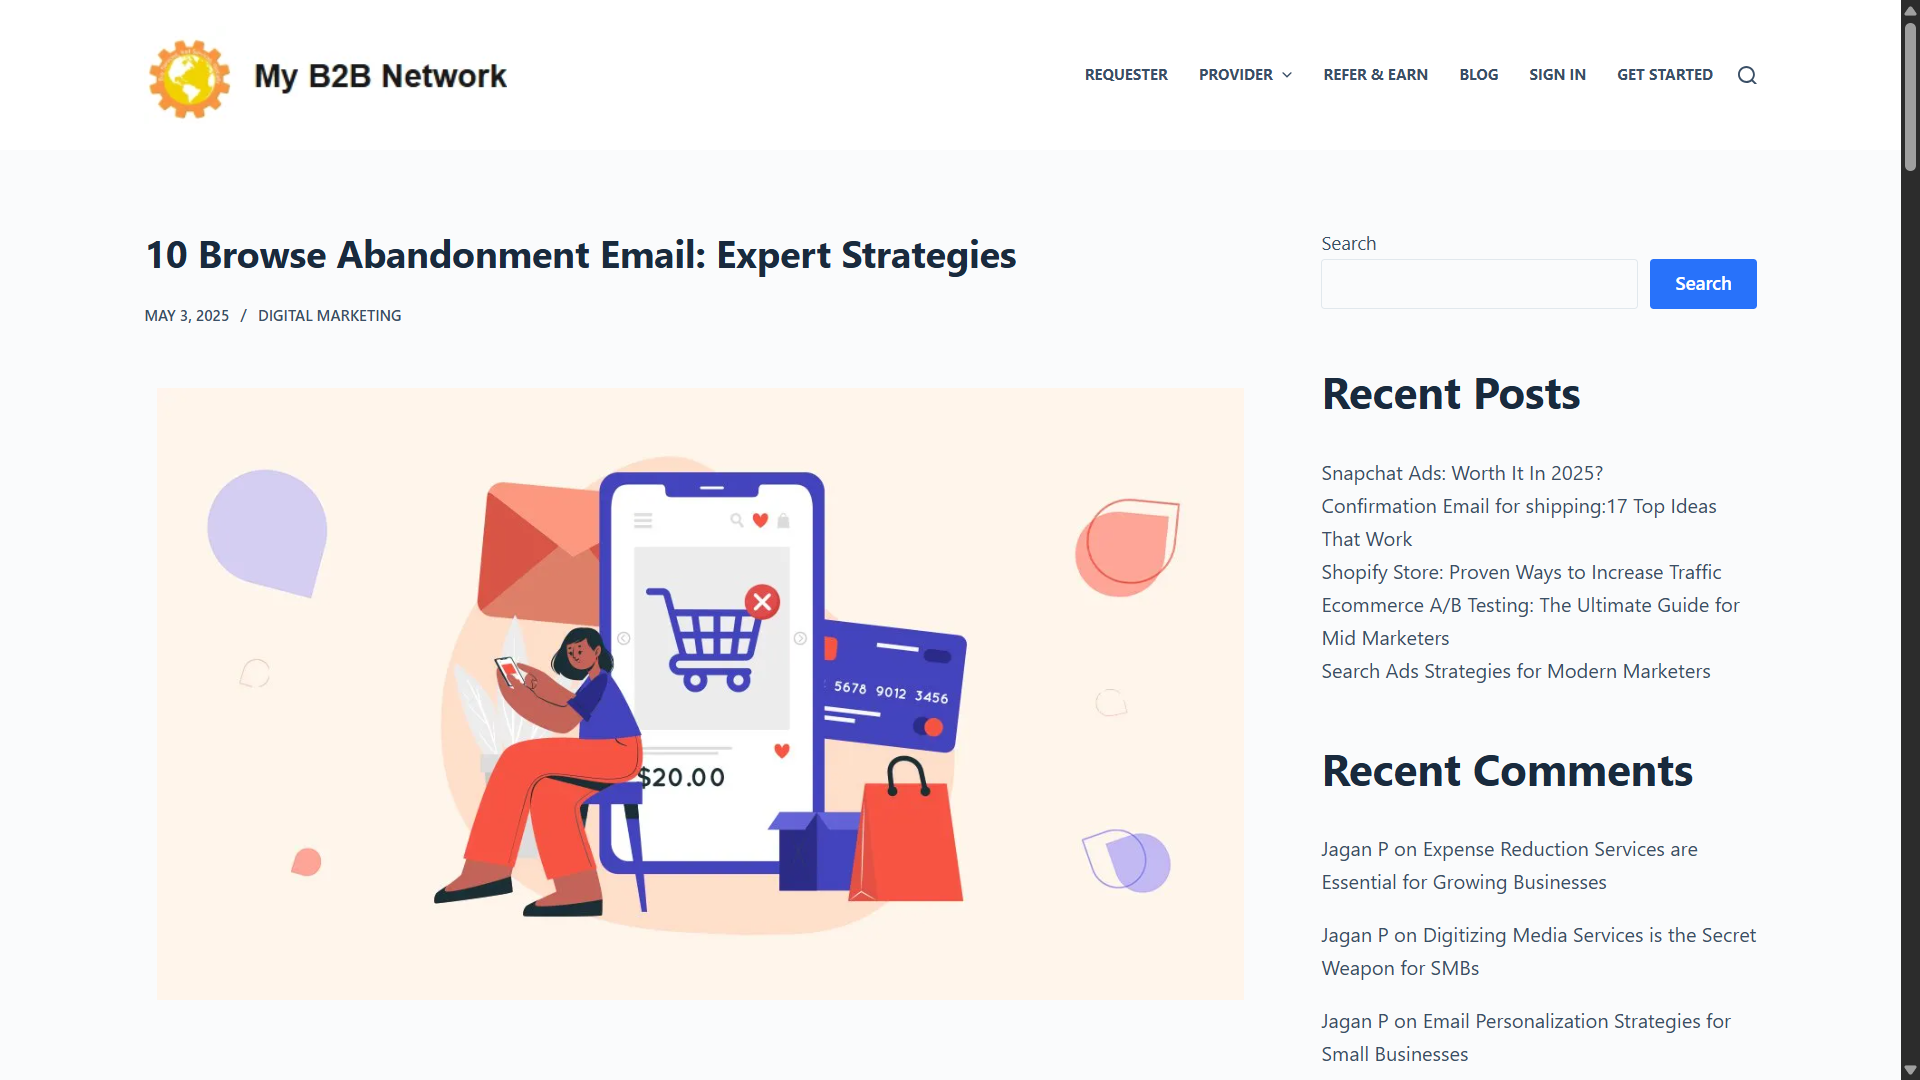 My B2B Network
REQUESTER
PROVIDER
REFER & EARN
BLOG
SIGN IN
GET STARTED
10 Browse Abandonment Email: Expert Strategies
MAY 3, 2025 / DIGITAL MARKETING
5678 9012 3456
$20.00
Search
Search
Recent Posts
Snapchat Ads: Worth It In 2025?
Confirmation Email for shipping:17 Top Ideas
That Work
Shopify Store: Proven Ways to Increase Traffic
Ecommerce A/B Testing: The Ultimate Guide for
Mid Marketers
Search Ads Strategies for Modern Marketers
Recent Comments
Jagan P on Expense Reduction Services are
Essential for Growing Businesses
Jagan P on Digitizing Media Services is the Secret
Weapon for SMBs
Jagan P on Email Personalization Strategies for
Small Businesses